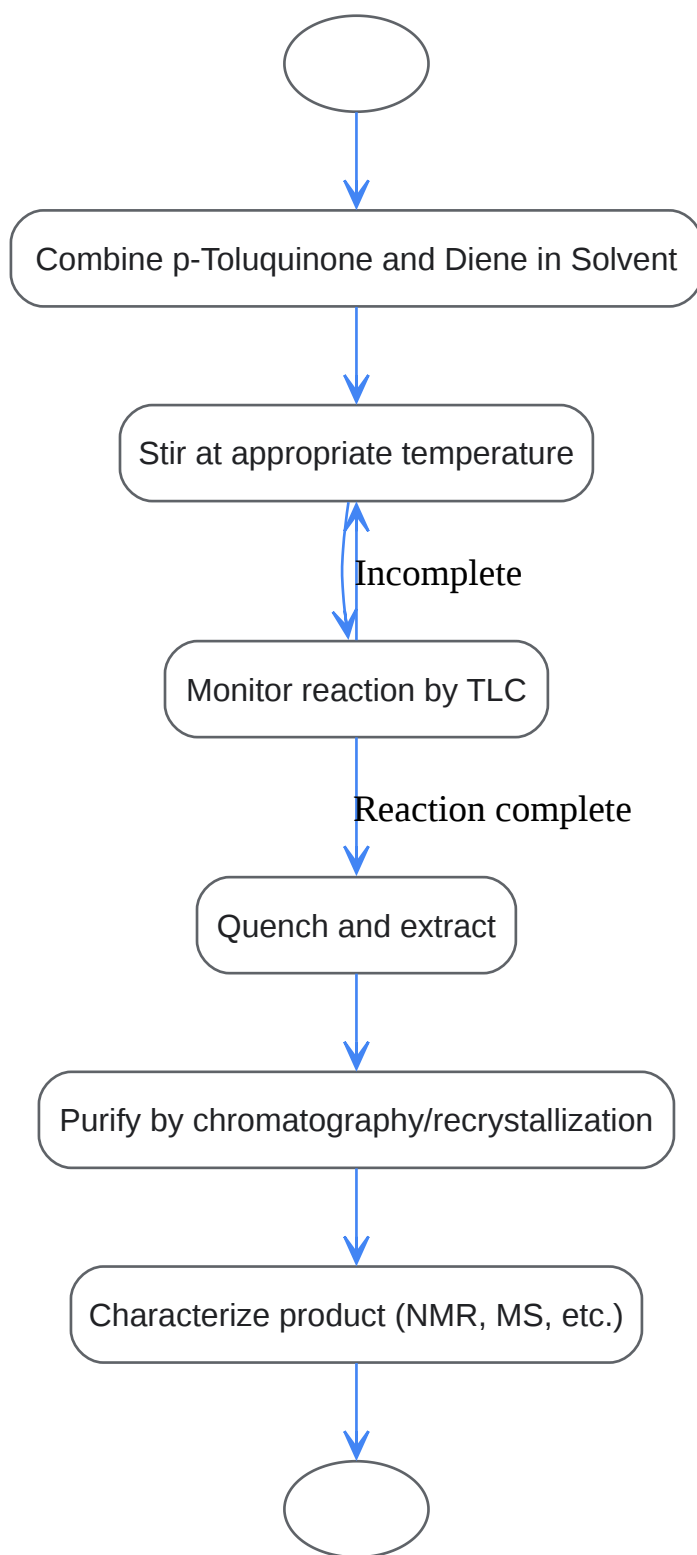 Combine p-Toluquinone and Diene in Solvent
Stir at appropriate temperature
Incomplete
Monitor reaction by TLC
Reaction complete
Quench and extract
Purify by chromatography/recrystallization
Characterize product (NMR, MS, etc.)